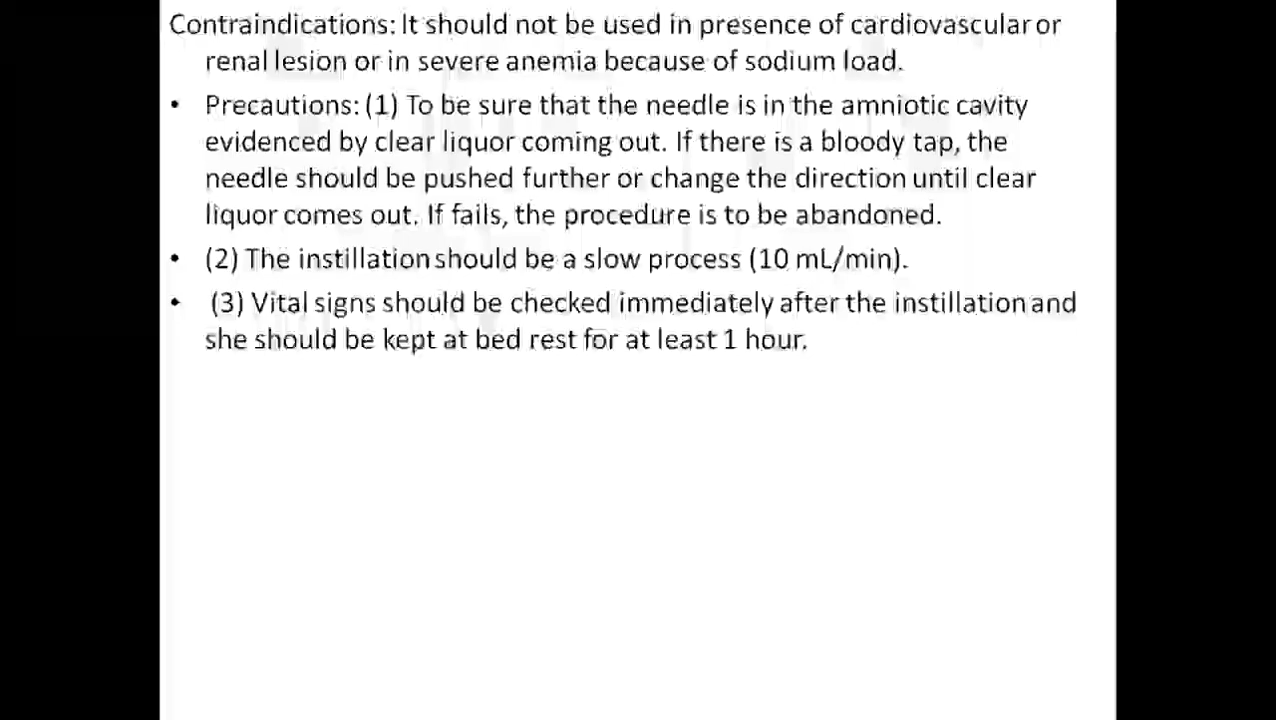 Contraindications: It should not be used in presence of cardiovascular or
renal lesion or in severe anemia because of sodium load.
• Precautions: (1) To be sure that the needle is in the amniotic cavity
evidenced by clear liquor coming out. If there is a bloody tap, the
needle should be pushed further or change the direction until clear
liquor comes out. If fails, the procedure is to be abandoned.
• (2) The instillation should be a slow process (10 mL/min).
• (3) Vital signs should be checked immediately after the instillation and
she should be kept at bed rest for at least 1 hour.